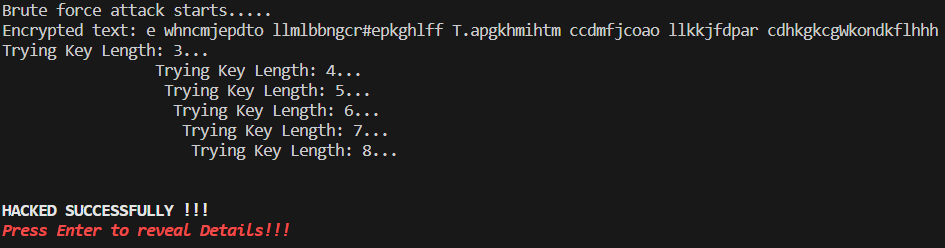 Brute force attack starts.....
Encrypted text: e whncmjepdto llmlbbngcr#epkghlff T.apgkhmihtm ccdmfjcoao llkkjfdpar cdhkgkcgWkondkflhhh
Trying Key Length: 3...
Trying Key Length: 4...
Trying Key Length: 5...
Trying Key Length: 6...
Trying Key Length: 7...
Trying Key Length: 8...
HACKED SUCCESSFULLY !!!
Press Enter to reveal Details!!!